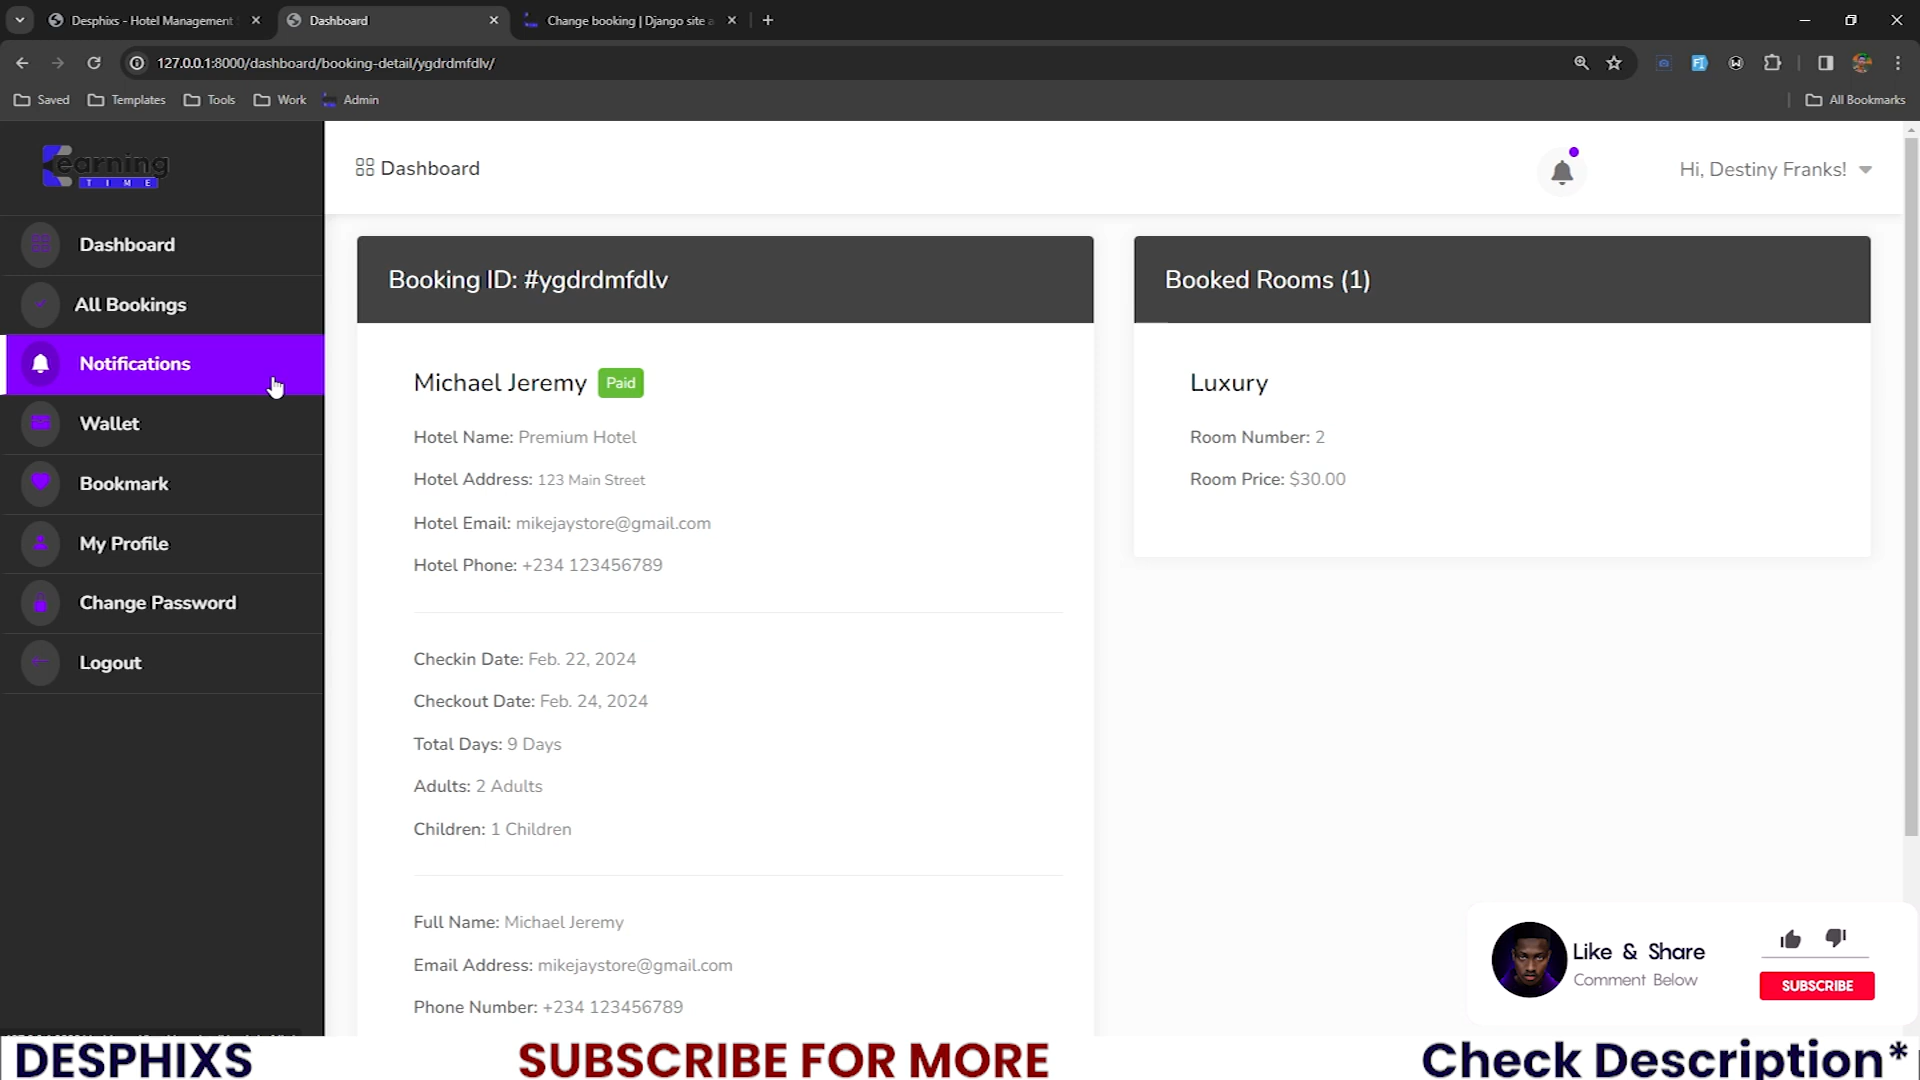 Desphixs - Hotel Management
Dashboard
Change booking | Django site a
127.0.0.1:8000/dashboard/booking-detail/ygdrdmfdlv/
Saved
Templates
Tools
Work
Admin
All Bookmarks
earning
TIME
Dashboard
Hi, Destiny Franks!
Dashboard
All Bookings
Notifications
Wallet
Bookmark
My Profile
Change Password
Logout
Booking ID: #ygdrdmfdlv
Michael Jeremy Paid
Hotel Name: Premium Hotel
Hotel Address: 123 Main Street
Hotel Email: mikejaystore@gmail.com
Hotel Phone: +234 123456789
Checkin Date: Feb. 22, 2024
Checkout Date: Feb. 24, 2024
Total Days: 9 Days
Adults: 2 Adults
Children: 1 Children
Full Name: Michael Jeremy
Email Address: mikejaystore@gmail.com
Phone Number: +234 123456789
Booked Rooms (1)
Luxury
Room Number: 2
Room Price: $30.00
Like & Share
Comment Below
SUBSCRIBE
DESPHIXS
SUBSCRIBE FOR MORE
Check Description*